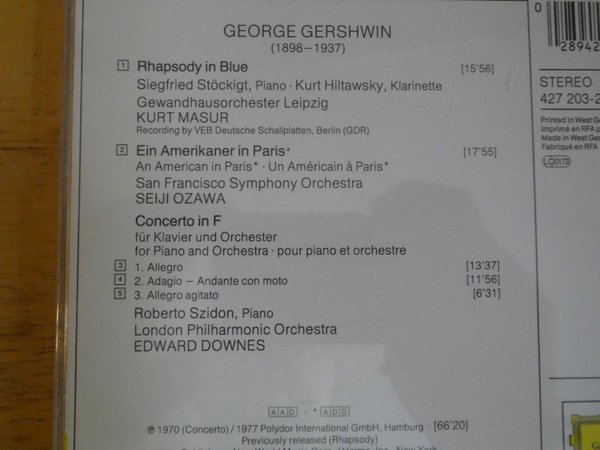 GEORGE GERSHWIN
(1898–1937)
1 Rhapsody in Blue [15'56]
Siegfried Stöckigt, Piano · Kurt Hiltawsky, Klarinette
Gewandhausorchester Leipzig
KURT MASUR
Recording by VEB Deutsche Schallplatten, Berlin (GDR)
2 Ein Amerikaner in Paris* [17'55]
An American in Paris* · Un Américain à Paris*
San Francisco Symphony Orchestra
SEIJI OZAWA
Concerto in F
für Klavier und Orchester
for Piano and Orchestra · pour piano et orchestre
3 1. Allegro [13'37]
4 2. Adagio – Andante con moto [11'56]
5 3. Allegro agitato [6'31]
Roberto Szidon, Piano
London Philharmonic Orchestra
EDWARD DOWNES
AAD · *ADD
℗ 1970 (Concerto) / 1977 Polydor International GmbH, Hamburg · [66'20]
Previously released (Rhapsody)
0
28942
STEREO
427 203-2
Printed in West Ge
Imprimé en RFA p
Made in West Ger
Fabriqué en RFA
LC0173